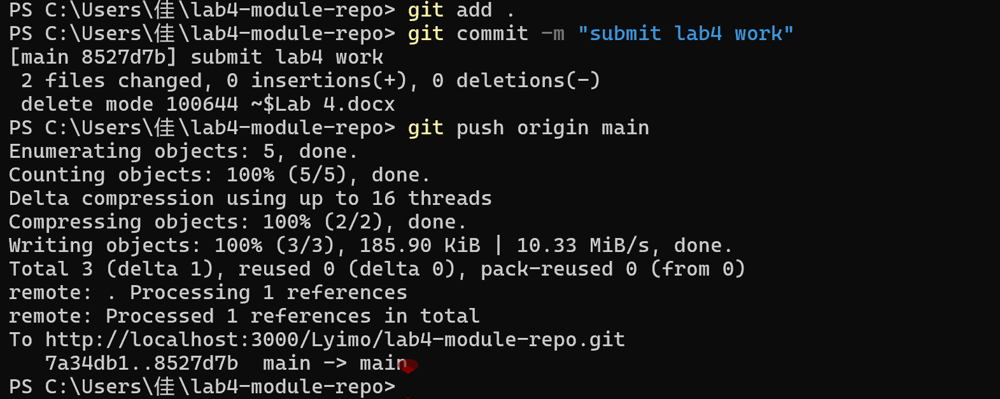 PS C:\Users\佳\lab4-module-repo> git add .
PS C:\Users\佳\lab4-module-repo> git commit -m "submit lab4 work"
[main 8527d7b] submit lab4 work
 2 files changed, 0 insertions(+), 0 deletions(-)
 delete mode 100644 ~$Lab 4.docx
PS C:\Users\佳\lab4-module-repo> git push origin main
Enumerating objects: 5, done.
Counting objects: 100% (5/5), done.
Delta compression using up to 16 threads
Compressing objects: 100% (2/2), done.
Writing objects: 100% (3/3), 185.90 KiB | 10.33 MiB/s, done.
Total 3 (delta 1), reused 0 (delta 0), pack-reused 0 (from 0)
remote: . Processing 1 references
remote: Processed 1 references in total
To http://localhost:3000/Lyimo/lab4-module-repo.git
   7a34db1..8527d7b  main -> main
PS C:\Users\佳\lab4-module-repo>